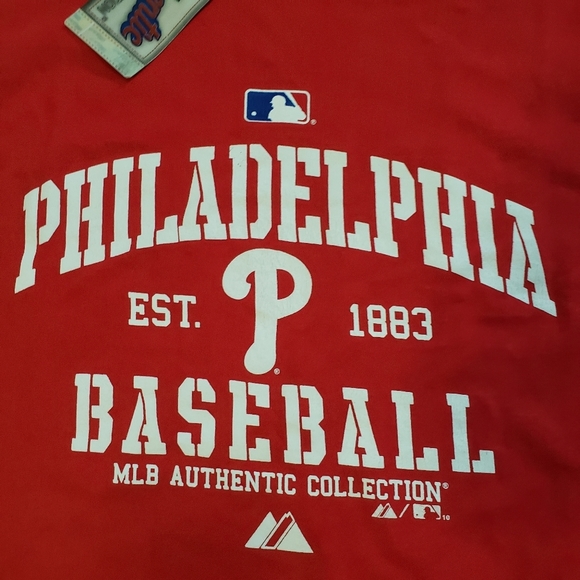 PHILADELPHIA
EST. P 1883
BASEBALL
MLB AUTHENTIC COLLECTION®